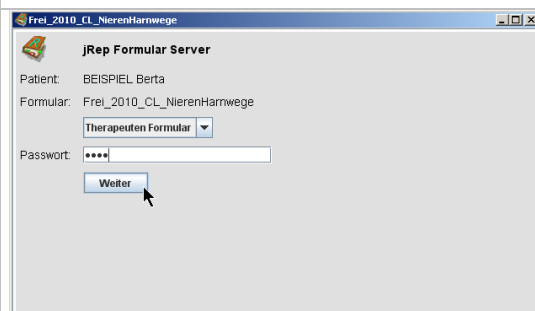 Frei_2010_CL_NierenHarnwege
jRep Formular Server
Patient: BEISPIEL Berta
Formular: Frei_2010_CL_NierenHarnwege
Therapeuten Formular
Passwort: ••••
Weiter